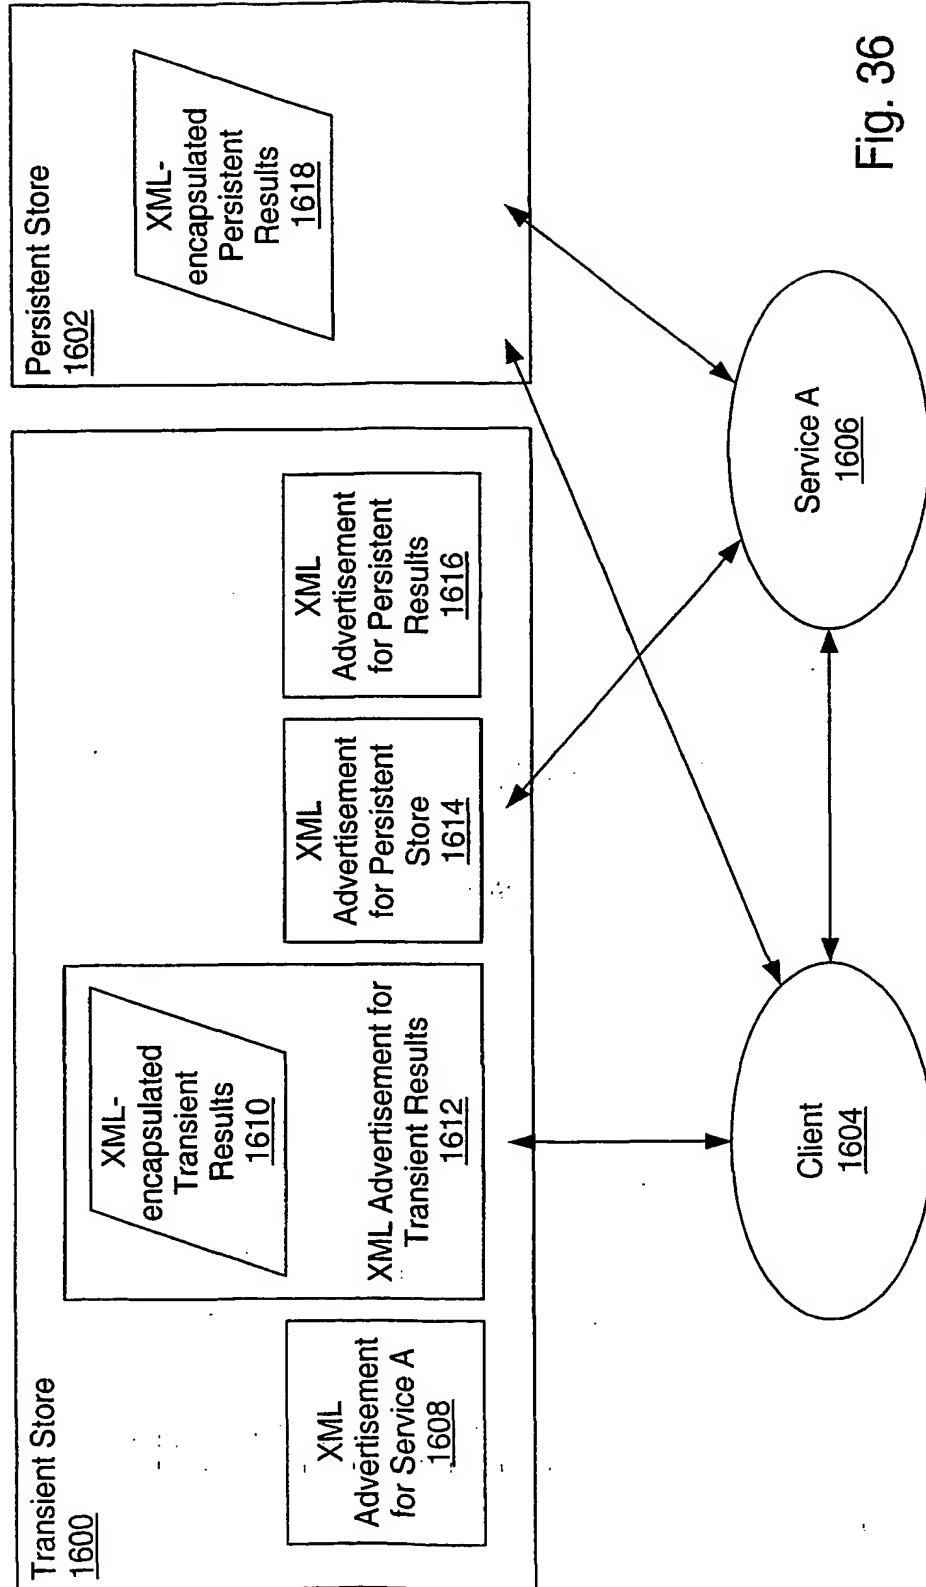 Transient Store
1600
XML
Advertisement
for Service A
1608
XML-
encapsulated
Transient
Results
1610
XML Advertisement for
Transient Results
1612
XML
Advertisement
for Persistent
Store
1614
XML
Advertisement
for Persistent
Results
1616
Persistent Store
1602
XML-
encapsulated
Persistent
Results
1618
Client
1604
Service A
1606
Fig. 36